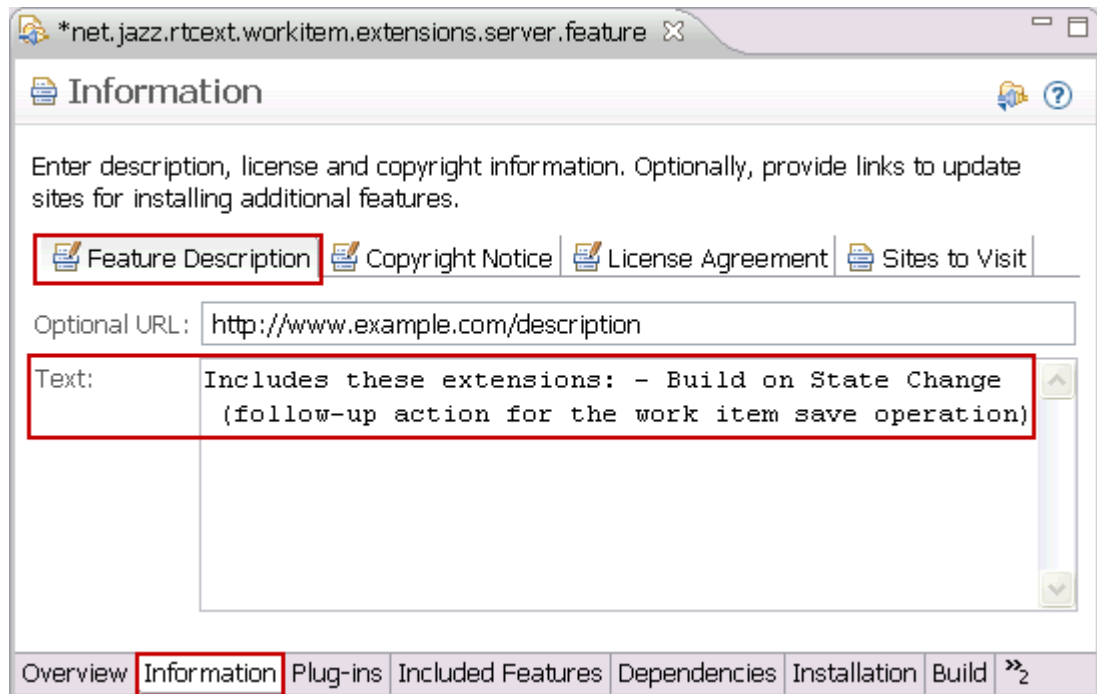 *net.jazz.rtcext.workitem.extensions.server.feature
Information
Enter description, license and copyright information. Optionally, provide links to update
sites for installing additional features.
Feature Description Copyright Notice License Agreement Sites to Visit
Optional URL: http://www.example.com/description
Text: Includes these extensions: - Build on State Change
(follow-up action for the work item save operation)
Overview Information Plug-ins Included Features Dependencies Installation Build »2